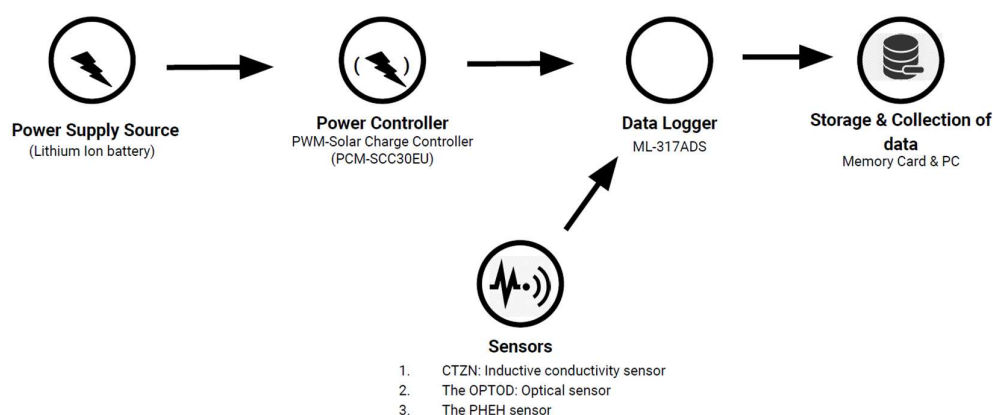 Power Supply Source
(Lithium Ion battery)
Power Controller
PWM-Solar Charge Controller
(PCM-SCC30EU)
Data Logger
ML-317ADS
Storage & Collection of
data
Memory Card & PC
Sensors
1. CTZN: Inductive conductivity sensor
2. The OPTOD: Optical sensor
3. The PHEH sensor